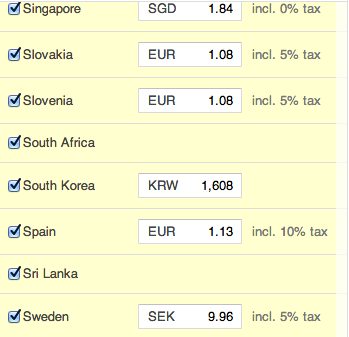 Singapore SGD 1.84 incl. 0% tax
Slovakia EUR 1.08 incl. 5% tax
Slovenia EUR 1.08 incl. 5% tax
South Africa
South Korea KRW 1,608
Spain EUR 1.13 incl. 10% tax
Sri Lanka
Sweden SEK 9.96 incl. 5% tax